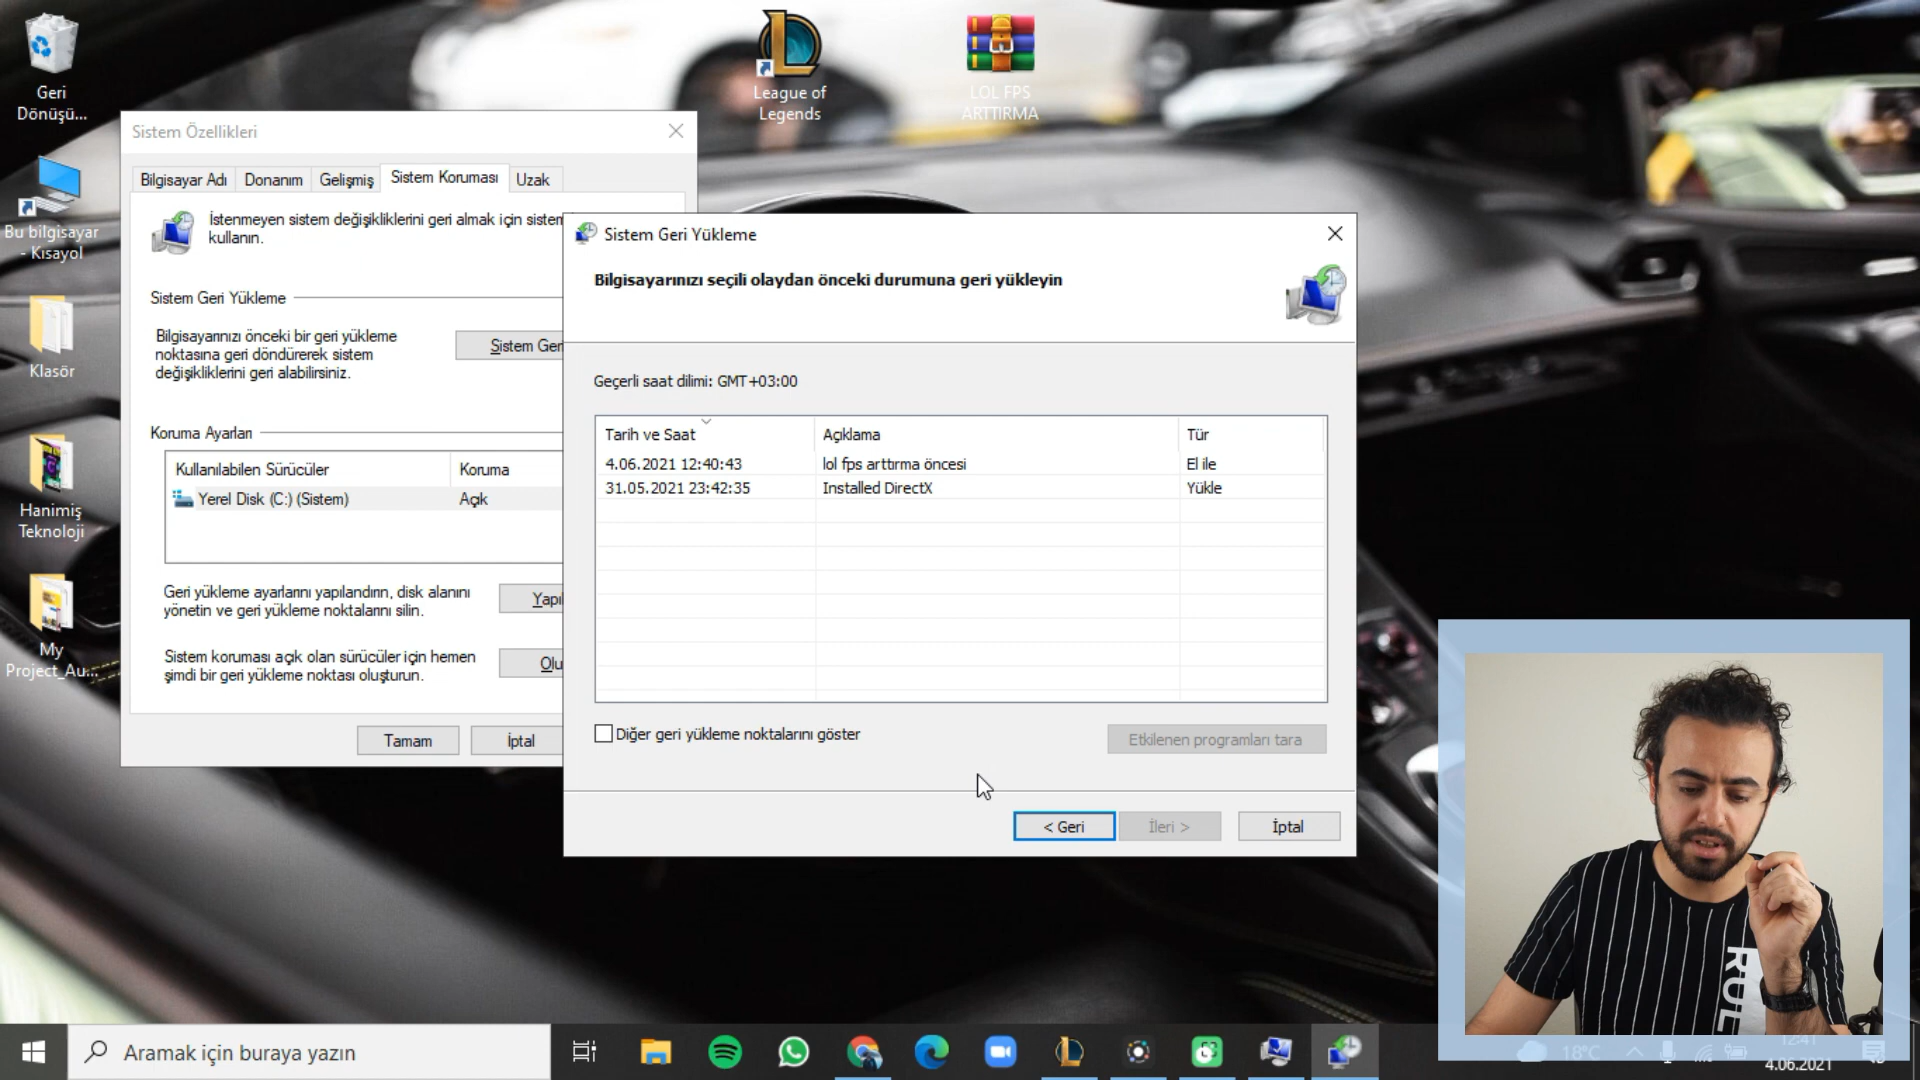 Geri
Dönüşü...
League of
Legends
LOL FPS
ARTTIRMA
Bu bilgisayar
- Kısayol
Klasör
Hanimiş
Teknoloji
My
Project_Au...
Sistem Özellikleri
Bilgisayar Adı
Donanım
Gelişmiş
Sistem Koruması
Uzak
İstenmeyen sistem değişikliklerini geri almak için sistem
kullanın.
Sistem Geri Yükleme
Bilgisayarınızı önceki bir geri yükleme
noktasına geri döndürerek sistem
değişikliklerini geri alabilirsiniz.
Sistem Geri
Koruma Ayarları
Kullanılabilen Sürücüler
Koruma
Yerel Disk (C:) (Sistem)
Açık
Geri yükleme ayarlarını yapılandırın, disk alanını
yönetin ve geri yükleme noktalarını silin.
Yapı
Sistem koruması açık olan sürücüler için hemen
şimdi bir geri yükleme noktası oluşturun.
Olu
Tamam
İptal
Sistem Geri Yükleme
Bilgisayarınızı seçili olaydan önceki durumuna geri yükleyin
Geçerli saat dilimi: GMT+03:00
Tarih ve Saat
Açıklama
Tür
4.06.2021 12:40:43
lol fps arttırma öncesi
El ile
31.05.2021 23:42:35
Installed DirectX
Yükle
Diğer geri yükleme noktalarını göster
Etkilenen programları tara
< Geri
İleri >
İptal
RUL
Aramak için buraya yazın
18°C
12:41
4.06.2021